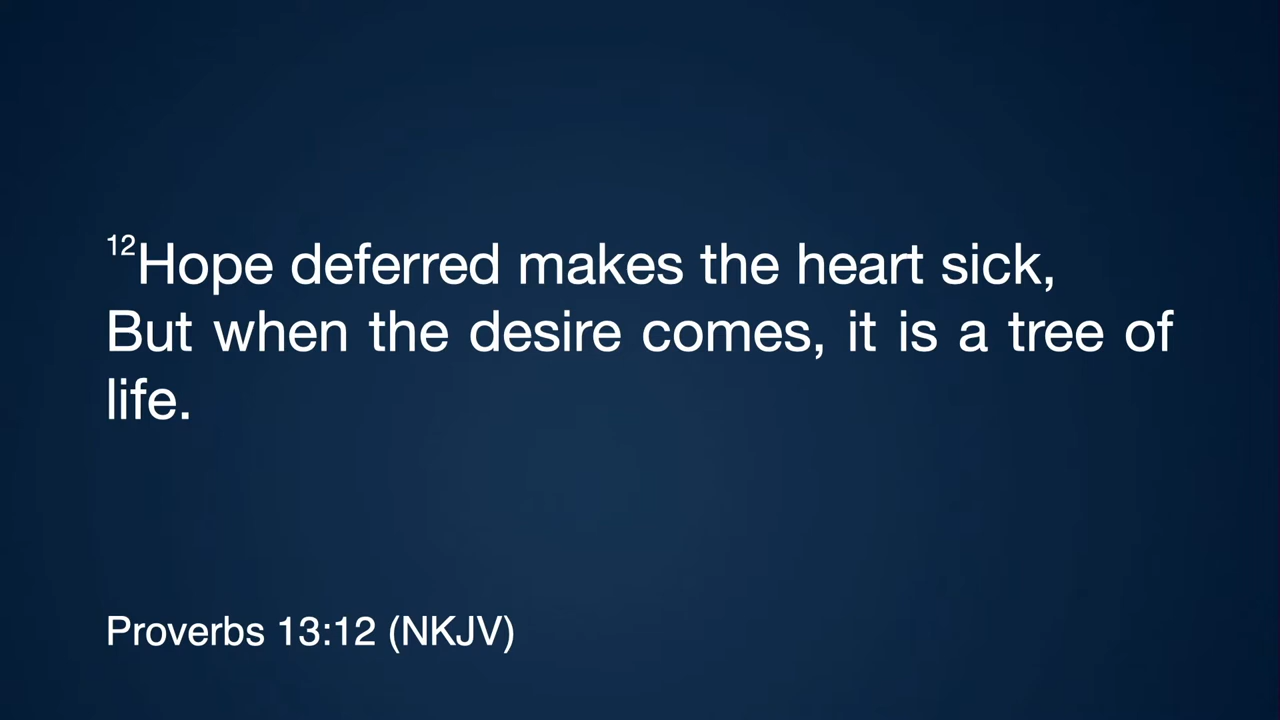 12Hope deferred makes the heart sick,
But when the desire comes, it is a tree of
life.
Proverbs 13:12 (NKJV)